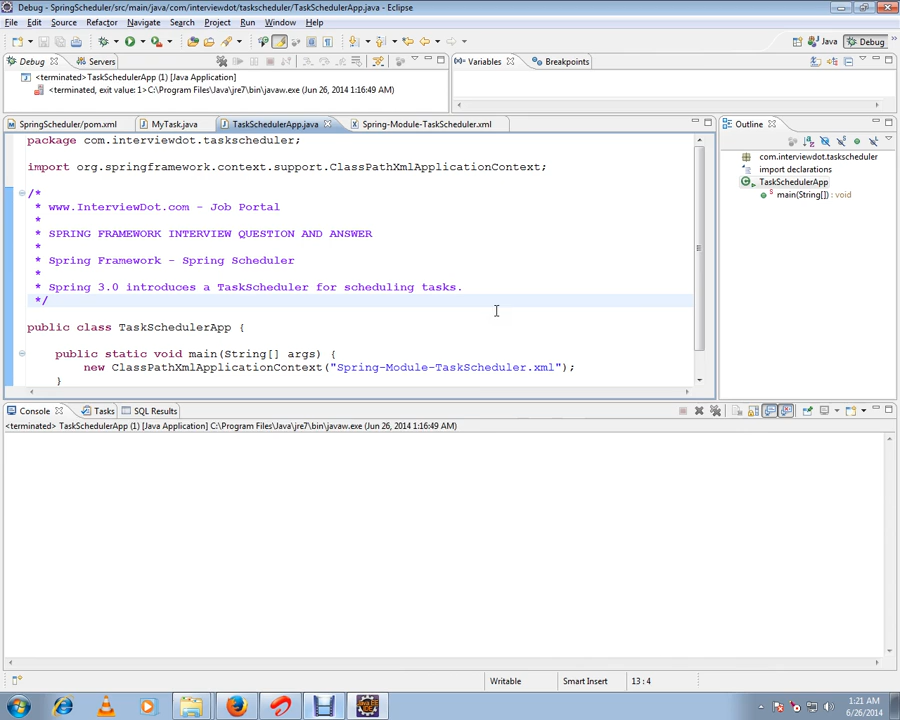 Debug - SpringScheduler/src/main/java/com/interviewdot/taskscheduler/TaskSchedulerApp.java - Eclipse
File Edit Source Refactor Navigate Search Project Run Window Help
Java Debug
Debug Servers
Variables Breakpoints
<terminated>TaskSchedulerApp (1) [Java Application]
<terminated, exit value: 1>C:\Program Files\Java\jre7\bin\javaw.exe (Jun 26, 2014 1:16:49 AM)
SpringScheduler/pom.xml MyTask.java TaskSchedulerApp.java Spring-Module-TaskScheduler.xml
Outline
package com.interviewdot.taskscheduler;
import org.springframework.context.support.ClassPathXmlApplicationContext;
/*
* www.InterviewDot.com - Job Portal
*
* SPRING FRAMEWORK INTERVIEW QUESTION AND ANSWER
*
* Spring Framework - Spring Scheduler
*
* Spring 3.0 introduces a TaskScheduler for scheduling tasks.
*/
public class TaskSchedulerApp {
public static void main(String[] args) {
new ClassPathXmlApplicationContext("Spring-Module-TaskScheduler.xml");
}
com.interviewdot.taskscheduler
import declarations
TaskSchedulerApp
S main(String[]) : void
Console Tasks SQL Results
<terminated> TaskSchedulerApp (1) [Java Application] C:\Program Files\Java\jre7\bin\javaw.exe (Jun 26, 2014 1:16:49 AM)
Writable Smart Insert 13 : 4
1:21 AM
6/26/2014